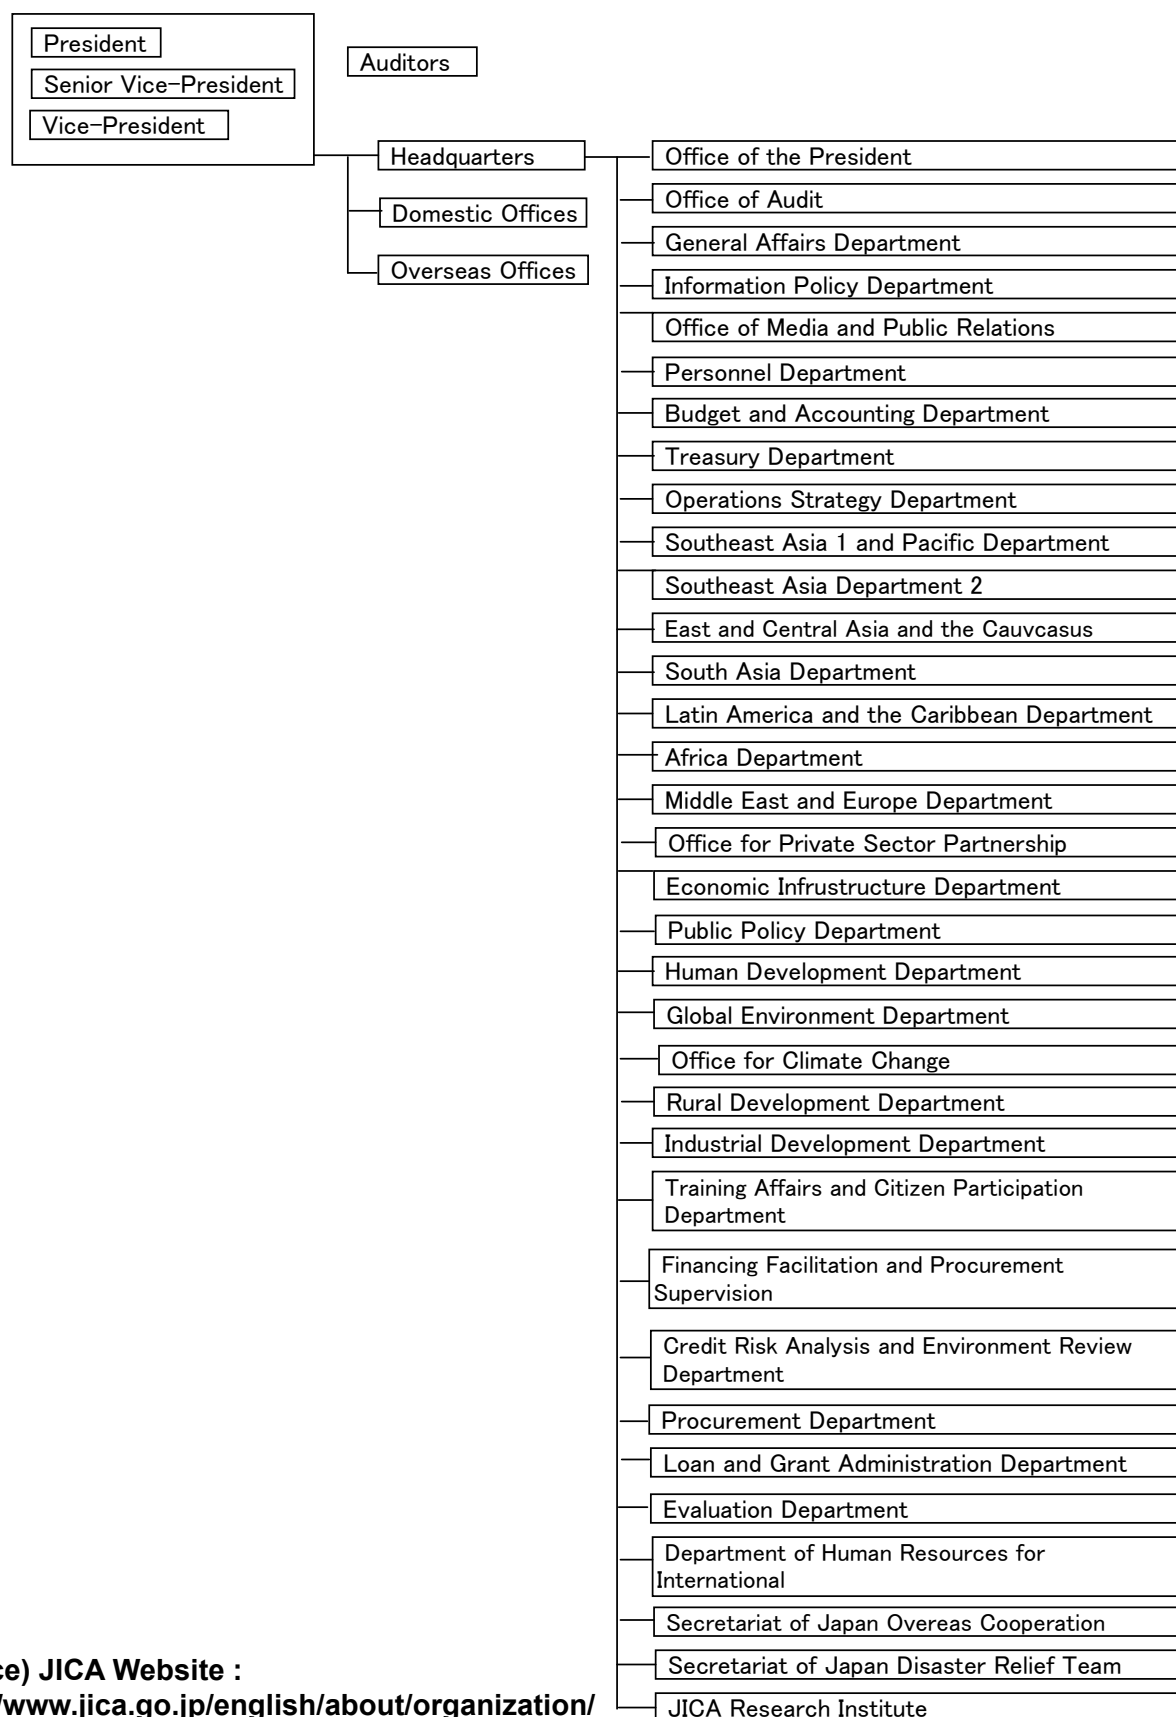 President
Senior Vice-President
Vice-President
Auditors
Headquarters
Domestic Offices
Overseas Offices
Office of the President
Office of Audit
General Affairs Department
Information Policy Department
Office of Media and Public Relations
Personnel Department
Budget and Accounting Department
Treasury Department
Operations Strategy Department
Southeast Asia 1 and Pacific Department
Southeast Asia Department 2
East and Central Asia and the Cauvcasus
South Asia Department
Latin America and the Caribbean Department
Africa Department
Middle East and Europe Department
Office for Private Sector Partnership
Economic Infrustructure Department
Public Policy Department
Human Development Department
Global Environment Department
Office for Climate Change
Rural Development Department
Industrial Development Department
Training Affairs and Citizen Participation
Department
Financing Facilitation and Procurement
Supervision
Credit Risk Analysis and Environment Review
Department
Procurement Department
Loan and Grant Administration Department
Evaluation Department
Department of Human Resources for
International
Secretariat of Japan Overeas Cooperation
Secretariat of Japan Disaster Relief Team
JICA Research Institute
ce) JICA Website :
/www.jica.go.jp/english/about/organization/